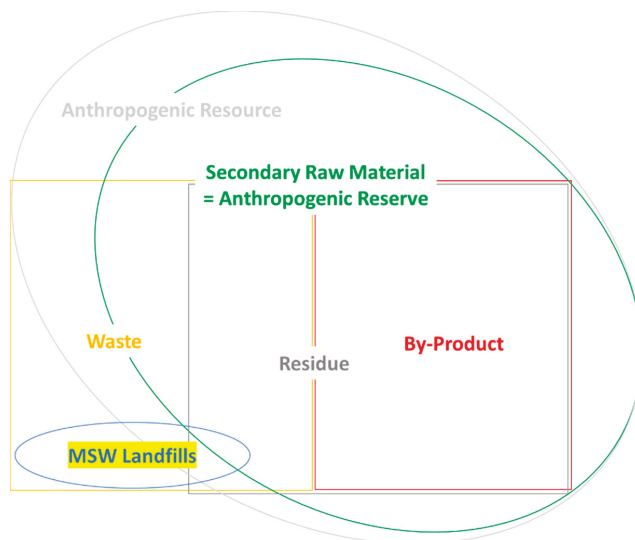 Anthropogenic Resource
Secondary Raw Material
= Anthropogenic Reserve
Waste
By-Product
Residue
MSW Landfills